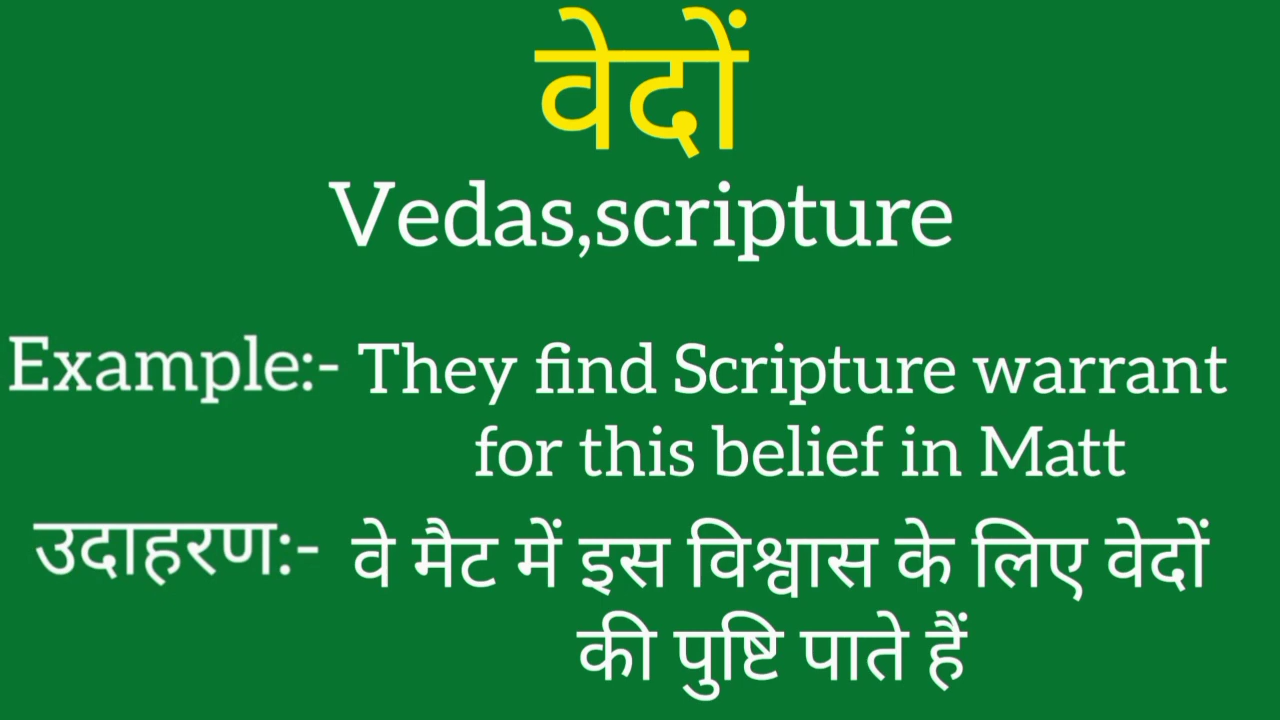 वेदों
Vedas,scripture
Example:- They find Scripture warrant
for this belief in Matt
उदाहरण:- वे मैट में इस विश्वास के लिए वेदों
की पुष्टि पाते हैं